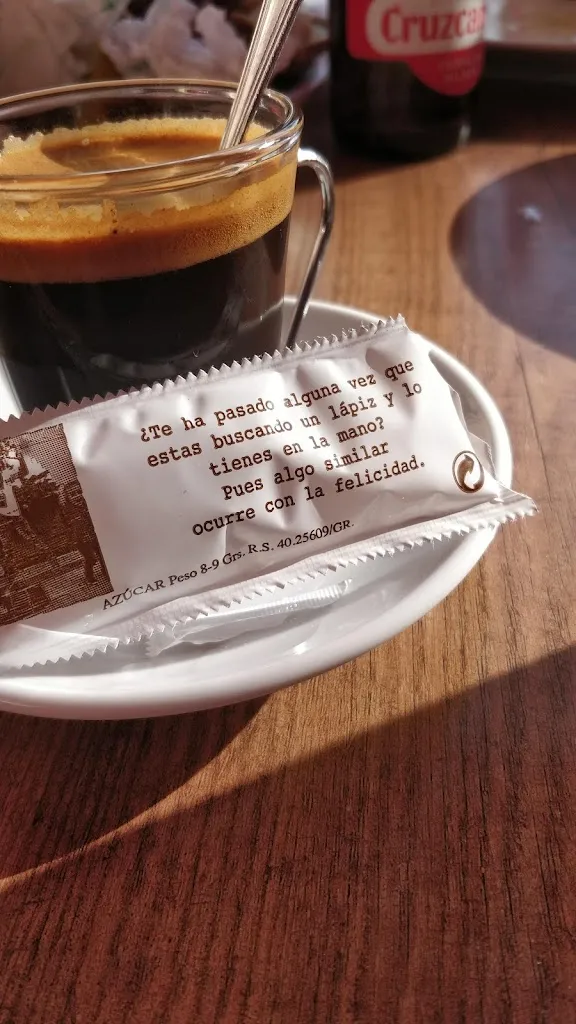 Cruzca
¿Te ha pasado alguna vez que
estas buscando un lápiz y lo
tienes en la mano?
Pues algo similar
ocurre con la felicidad.
AZÚCAR Peso 8-9 Grs. R.S. 40.25609/GR.